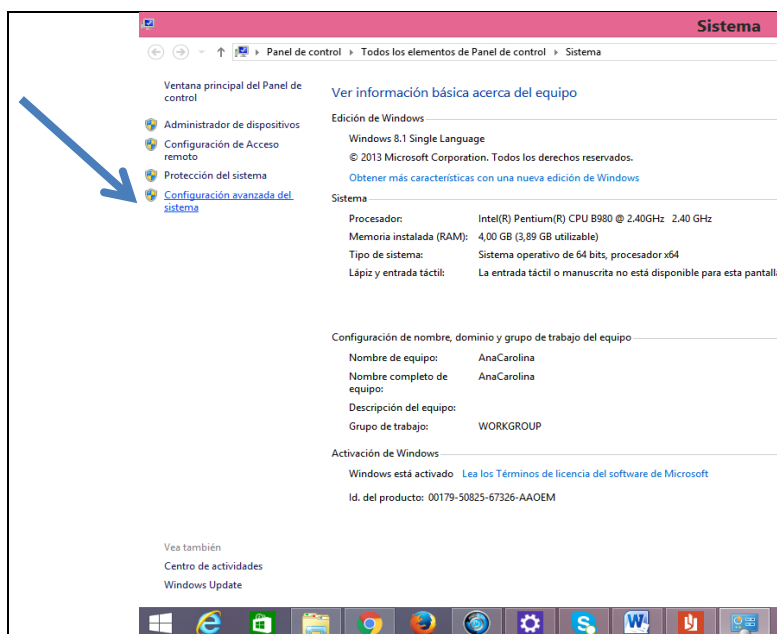 Sistema
Panel de control Todos los elementos de Panel de control Sistema
Ventana principal del Panel de
control
Administrador de dispositivos
Configuración de Acceso
remoto
Protección del sistema
Configuración avanzada del
sistema
Ver información básica acerca del equipo
Edición de Windows
Windows 8.1 Single Language
© 2013 Microsoft Corporation. Todos los derechos reservados.
Obtener más características con una nueva edición de Windows
Sistema
Procesador: Intel(R) Pentium(R) CPU B980 @ 2.40GHz 2.40 GHz
Memoria instalada (RAM): 4,00 GB (3,89 GB utilizable)
Tipo de sistema: Sistema operativo de 64 bits, procesador x64
Lápiz y entrada táctil: La entrada táctil o manuscrita no está disponible para esta pantall
Configuración de nombre, dominio y grupo de trabajo del equipo
Nombre de equipo: AnaCarolina
Nombre completo de AnaCarolina
equipo:
Descripción del equipo:
Grupo de trabajo: WORKGROUP
Activación de Windows
Windows está activado Lea los Términos de licencia del software de Microsoft
Id. del producto: 00179-50825-67326-AAOEM
Vea también
Centro de actividades
Windows Update